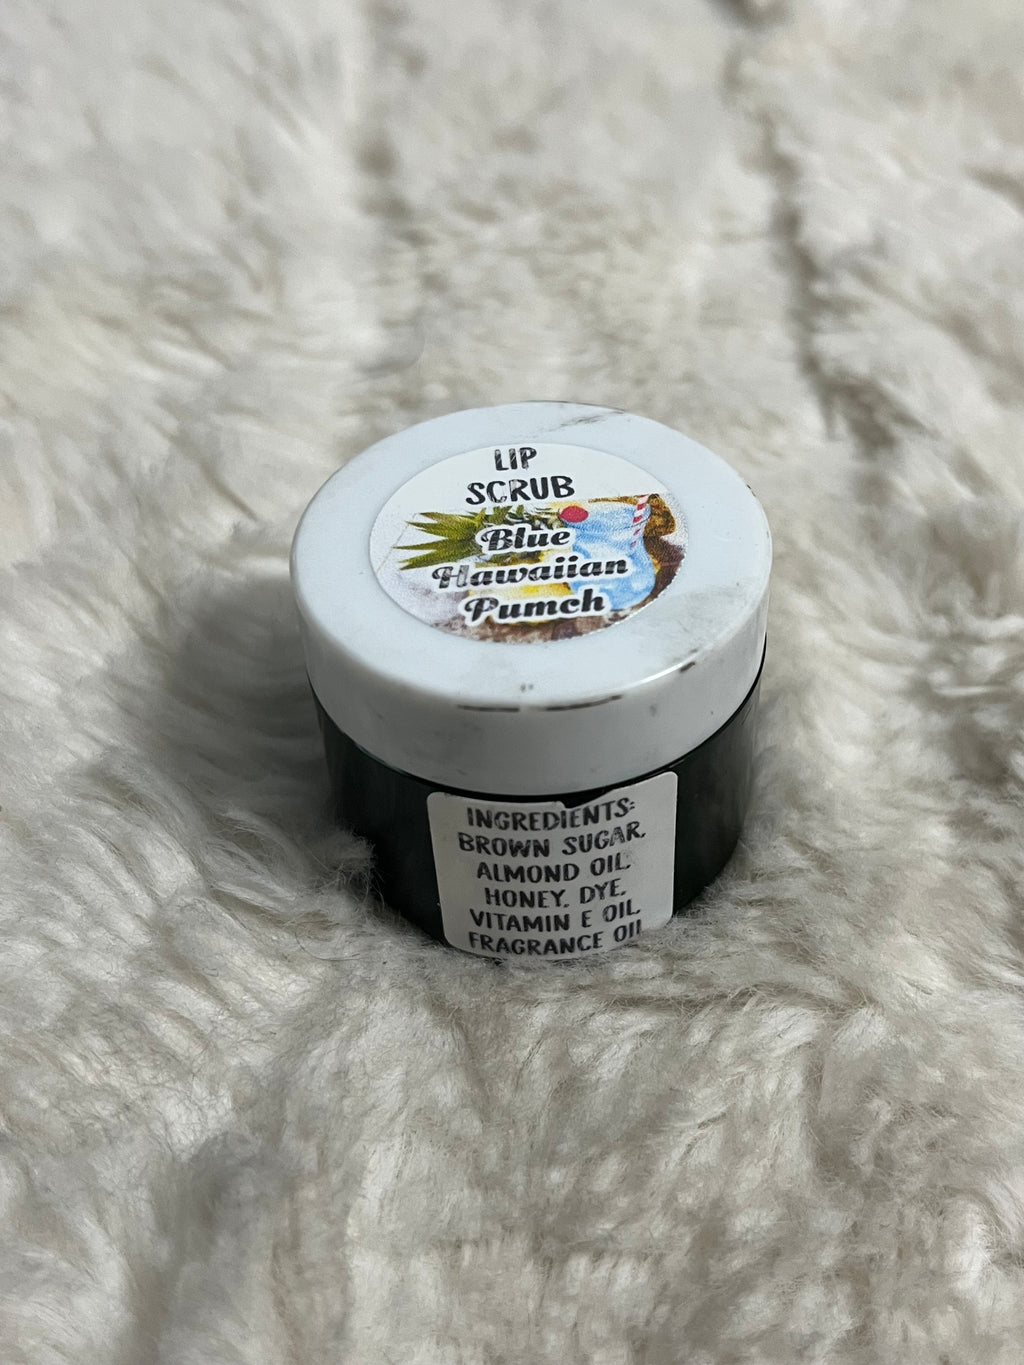 LIP
SCRUB
Blue
Hawaiian
Pumch
INGREDIENTS:
BROWN SUGAR,
ALMOND OIL,
HONEY, DYE,
VITAMIN E OIL,
FRAGRANCE OIL